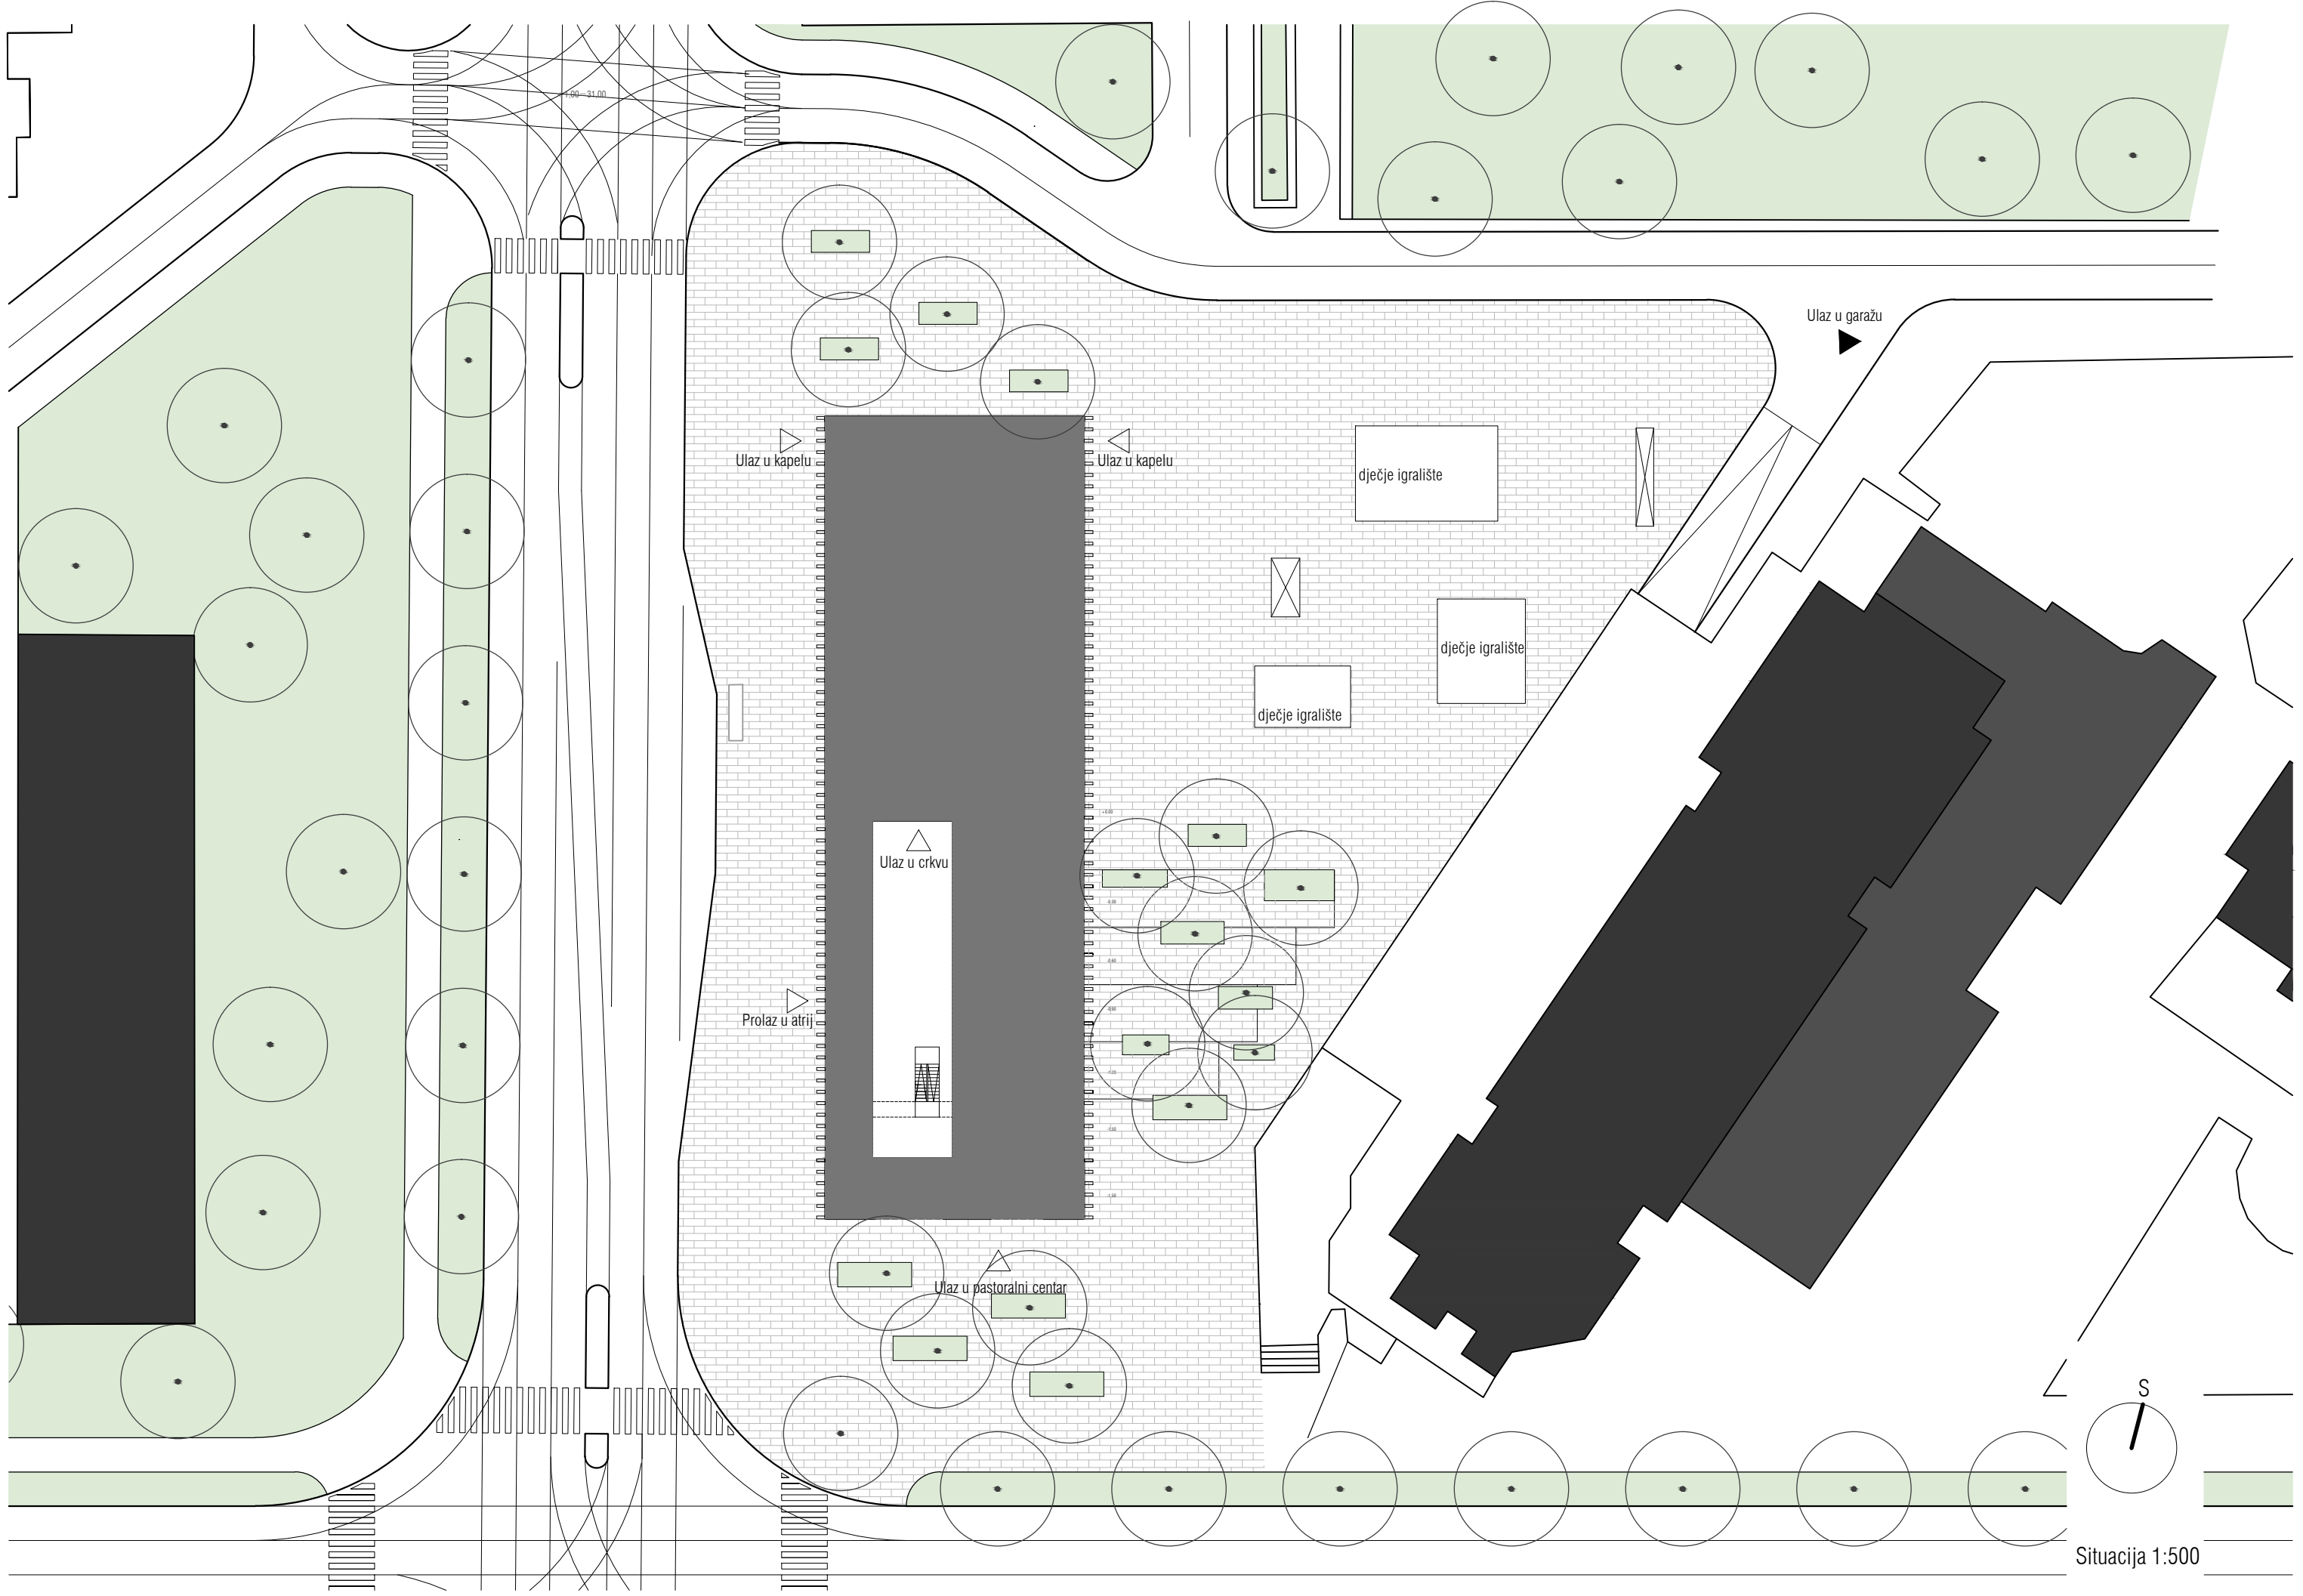 Ulaz u garažu
Ulaz u kapelu
Ulaz u kapelu
dječje igralište
dječje igralište
dječje igralište
Ulaz u crkvu
Prolaz u atrij
Ulaz u pastoralni centar
S
Situacija 1:500